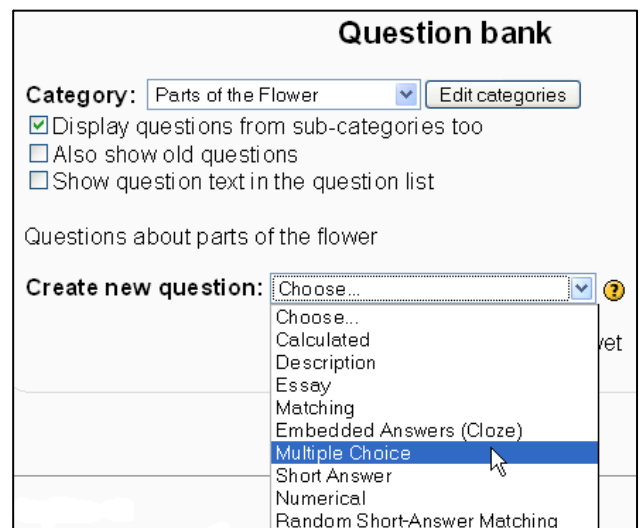 Question bank
Category: Parts of the Flower Edit categories
Display questions from sub-categories too
Also show old questions
Show question text in the question list
Questions about parts of the flower
Create new question: Choose... ?
Choose...
Calculated
yet
Description
Essay
Matching
Embedded Answers (Cloze)
Multiple Choice
Short Answer
Numerical
Random Short-Answer Matching